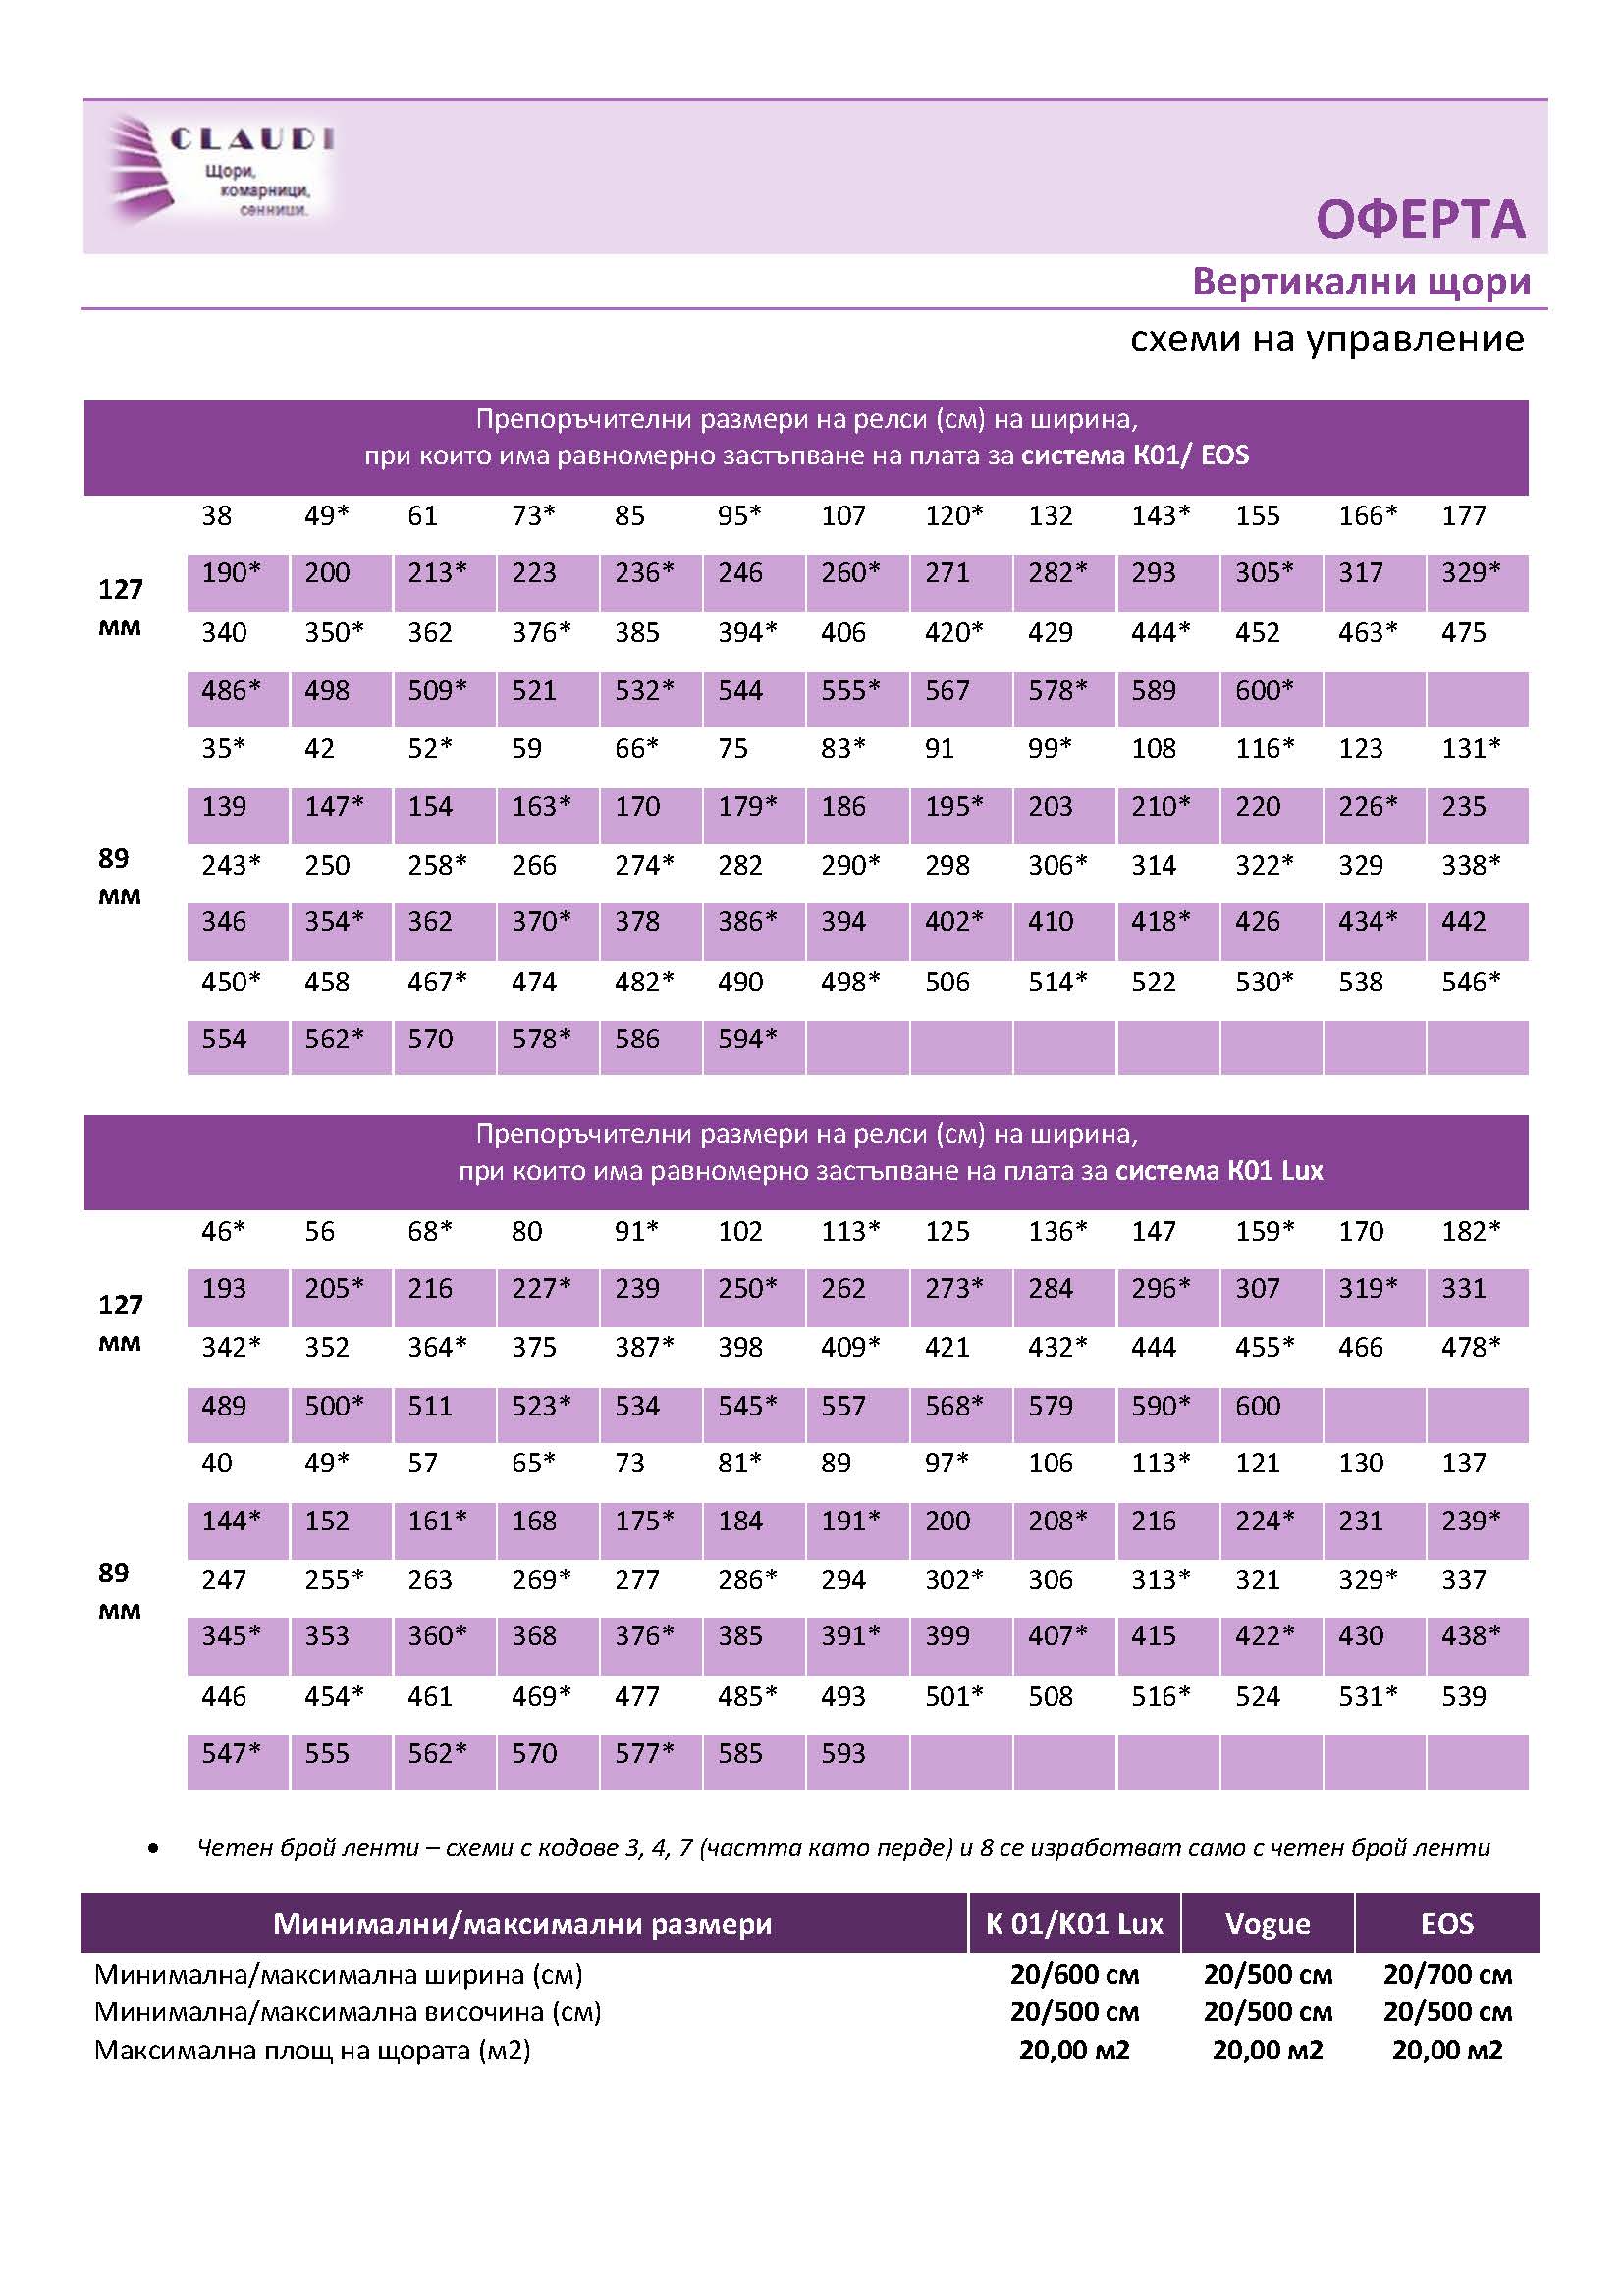 CLAUDI
Щори,
комарници,
сенници.
ОФЕРТА
Вертикални щори
схеми на управление
Препоръчителни размери на релси (см) на ширина,
при които има равномерно застъпване на плата за система К01/ EOS
127 мм
38 49* 61 73* 85 95* 107 120* 132 143* 155 166* 177
190* 200 213* 223 236* 246 260* 271 282* 293 305* 317 329*
340 350* 362 376* 385 394* 406 420* 429 444* 452 463* 475
486* 498 509* 521 532* 544 555* 567 578* 589 600*
89 мм
35* 42 52* 59 66* 75 83* 91 99* 108 116* 123 131*
139 147* 154 163* 170 179* 186 195* 203 210* 220 226* 235
243* 250 258* 266 274* 282 290* 298 306* 314 322* 329 338*
346 354* 362 370* 378 386* 394 402* 410 418* 426 434* 442
450* 458 467* 474 482* 490 498* 506 514* 522 530* 538 546*
554 562* 570 578* 586 594*
Препоръчителни размери на релси (см) на ширина,
при които има равномерно застъпване на плата за система К01 Lux
127 мм
46* 56 68* 80 91* 102 113* 125 136* 147 159* 170 182*
193 205* 216 227* 239 250* 262 273* 284 296* 307 319* 331
342* 352 364* 375 387* 398 409* 421 432* 444 455* 466 478*
489 500* 511 523* 534 545* 557 568* 579 590* 600
89 мм
40 49* 57 65* 73 81* 89 97* 106 113* 121 130 137
144* 152 161* 168 175* 184 191* 200 208* 216 224* 231 239*
247 255* 263 269* 277 286* 294 302* 306 313* 321 329* 337
345* 353 360* 368 376* 385 391* 399 407* 415 422* 430 438*
446 454* 461 469* 477 485* 493 501* 508 516* 524 531* 539
547* 555 562* 570 577* 585 593
• Четен брой ленти – схеми с кодове 3, 4, 7 (частта като перде) и 8 се изработват само с четен брой ленти
Минимални/максимални размери K 01/K01 Lux Vogue EOS
Минимална/максимална ширина (см) 20/600 см 20/500 см 20/700 см
Минимална/максимална височина (см) 20/500 см 20/500 см 20/500 см
Максимална площ на щората (м2) 20,00 м2 20,00 м2 20,00 м2